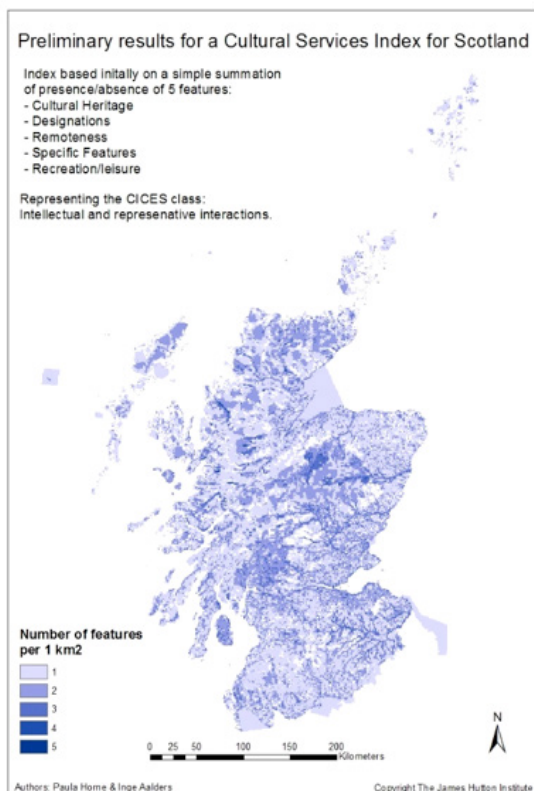 Preliminary results for a Cultural Services Index for Scotland
Index based initally on a simple summation
of presence/absence of 5 features:
- Cultural Heritage
- Designations
- Remoteness
- Specific Features
- Recreation/leisure
Representing the CICES class:
Intellectual and represenative interactions.
Number of features
per 1 km2
1
2
3
4
5
0 25 50 100 150 200
Kilometers
N
Authors: Paula Horne & Inge Aalders
Copyright The James Hutton Institute